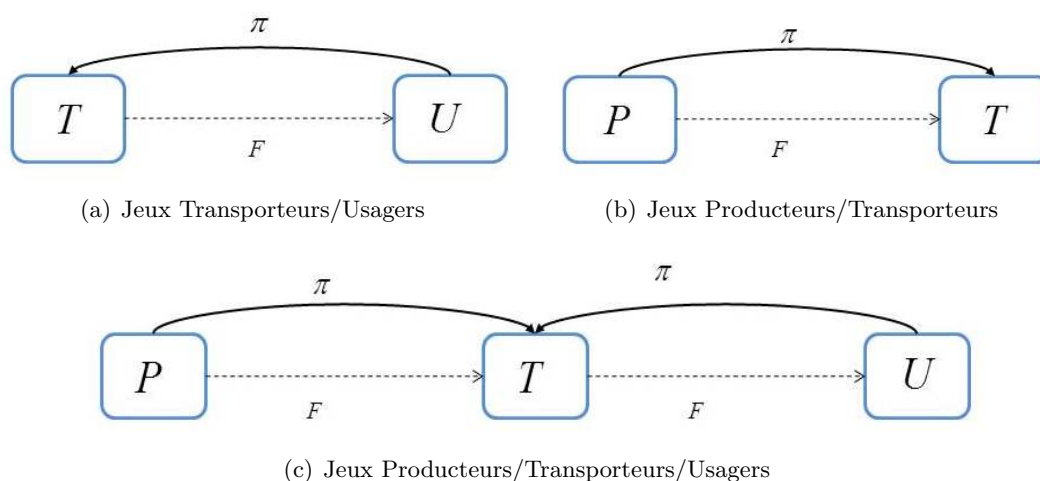 π π
T U P T
F F
(a) Jeux Transporteurs/Usagers (b) Jeux Producteurs/Transporteurs
π π
P T U
F F
(c) Jeux Producteurs/Transporteurs/Usagers